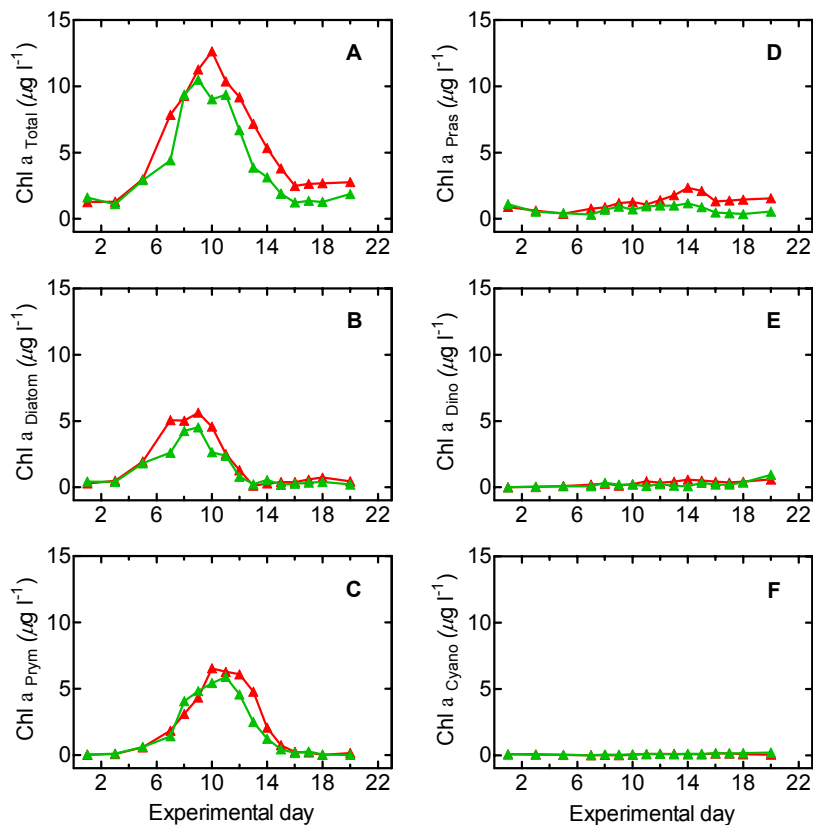 A
Chl a Total (µg l-1)
15
10
5
0
2 6 10 14 18 22
B
Chl a Diatom (µg l-1)
15
10
5
0
2 6 10 14 18 22
C
Chl a Prym (µg l-1)
15
10
5
0
2 6 10 14 18 22
Experimental day
D
Chl a Pras (µg l-1)
15
10
5
0
2 6 10 14 18 22
E
Chl a Dino (µg l-1)
15
10
5
0
2 6 10 14 18 22
F
Chl a Cyano (µg l-1)
15
10
5
0
2 6 10 14 18 22
Experimental day